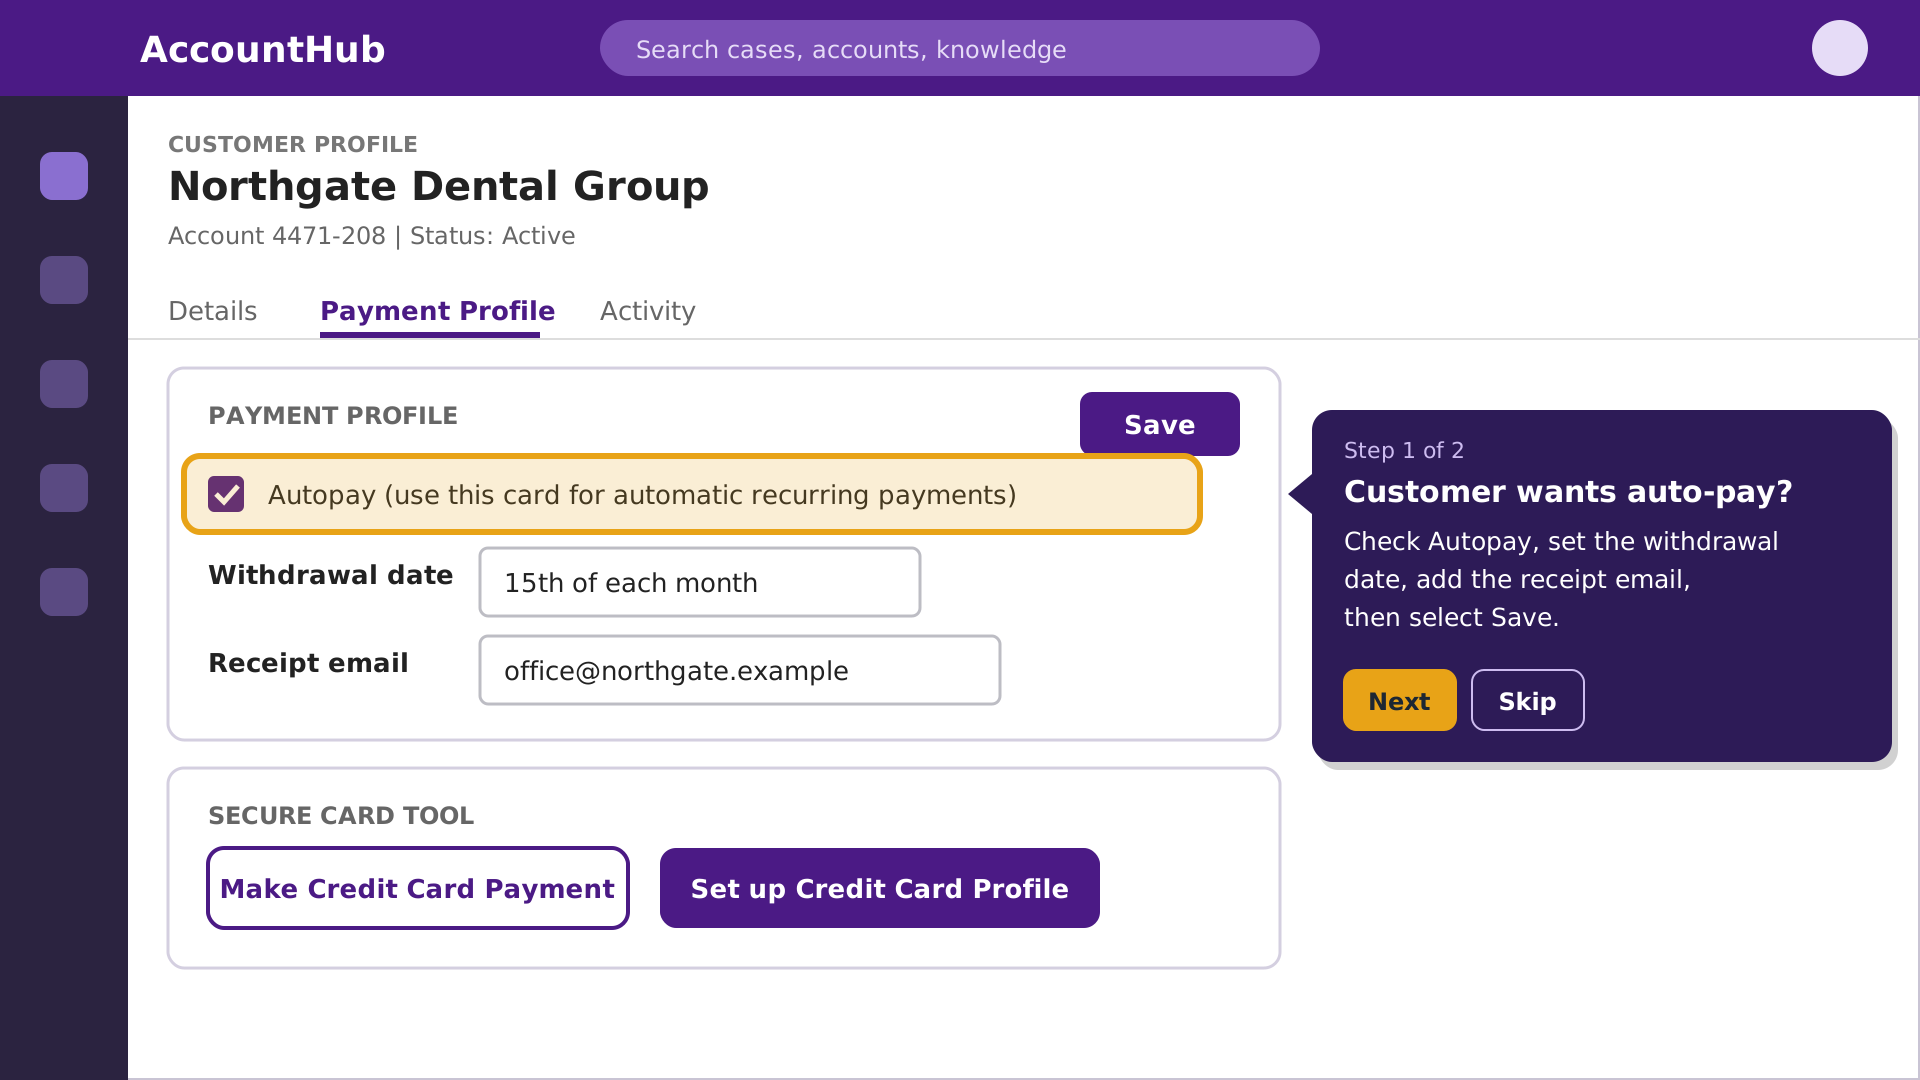 AccountHub
Search cases, accounts, knowledge
CUSTOMER PROFILE
Northgate Dental Group
Account 4471-208 | Status: Active
Details
Payment Profile
Activity
PAYMENT PROFILE
Save
Autopay (use this card for automatic recurring payments)
Withdrawal date
15th of each month
Receipt email
office@northgate.example
Step 1 of 2
Customer wants auto-pay?
Check Autopay, set the withdrawal
date, add the receipt email,
then select Save.
Next
Skip
SECURE CARD TOOL
Make Credit Card Payment
Set up Credit Card Profile